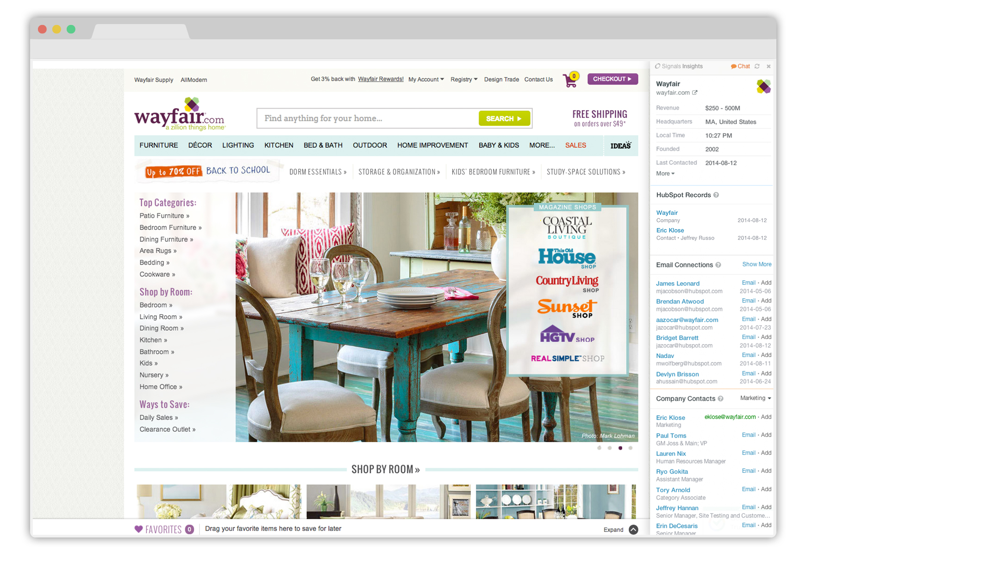 Wayfair Supply AllModern
Get 3% back with Wayfair Rewards! My Account Registry Design Trade Contact Us 0 CHECKOUT
wayfair.com
a zillion things home
Find anything for your home... SEARCH
FREE SHIPPING
on orders over $49*
FURNITURE DÉCOR LIGHTING KITCHEN BED & BATH OUTDOOR HOME IMPROVEMENT BABY & KIDS MORE... SALES IDEAS
Up to 70% OFF BACK TO SCHOOL DORM ESSENTIALS » STORAGE & ORGANIZATION » KIDS' BEDROOM FURNITURE » STUDY-SPACE SOLUTIONS »
Top Categories:
Patio Furniture »
Bedroom Furniture »
Dining Furniture »
Area Rugs »
Bedding »
Cookware »
Shop by Room:
Bedroom »
Living Room »
Dining Room »
Kitchen »
Bathroom »
Kids »
Nursery »
Home Office »
Ways to Save:
Daily Sales »
Clearance Outlet »
MAGAZINE SHOPS
COASTAL
LIVING
BOUTIQUE
This Old
House
SHOP
Country Living
SHOP
Sunset
SHOP
HGTV SHOP
REALSIMPLE™ SHOP
Photo: Mark Lohman
SHOP BY ROOM »
FAVORITES 0 Drag your favorite items here to save for later Expand
Signals Insights Chat
Wayfair
wayfair.com
Revenue $250 - 500M
Headquarters MA, United States
Local Time 10:27 PM
Founded 2002
Last Contacted 2014-08-12
More
HubSpot Records
Wayfair
Company 2014-08-12
Eric Klose
Contact • Jeffrey Russo 2014-08-12
Email Connections Show More
James Leonard Email • Add
mjacobson@hubspot.com 2014-05-06
Brendan Atwood Email • Add
mjacobson@hubspot.com 2014-05-06
aazocar@wayfair.com Email • Add
jazocar@hubspot.com 2014-07-23
Bridget Barrett Email • Add
jazocar@hubspot.com 2014-08-12
Nadav Email • Add
mwolfberg@hubspot.com 2014-08-11
Devlyn Brisson Email • Add
ahussain@hubspot.com 2014-06-24
Company Contacts Marketing
Eric Klose eklose@wayfair.com • Add
Marketing
Paul Toms Email • Add
GM Joss & Main; VP
Lauren Nix Email • Add
Human Resources Manager
Ryo Gokita Email • Add
Assistant Manager
Tory Arnold Email • Add
Category Associate
Jeffrey Hannan Email • Add
Senior Manager, Site Testing and Custome...
Erin DeCesaris Email • Add
Senior Manager